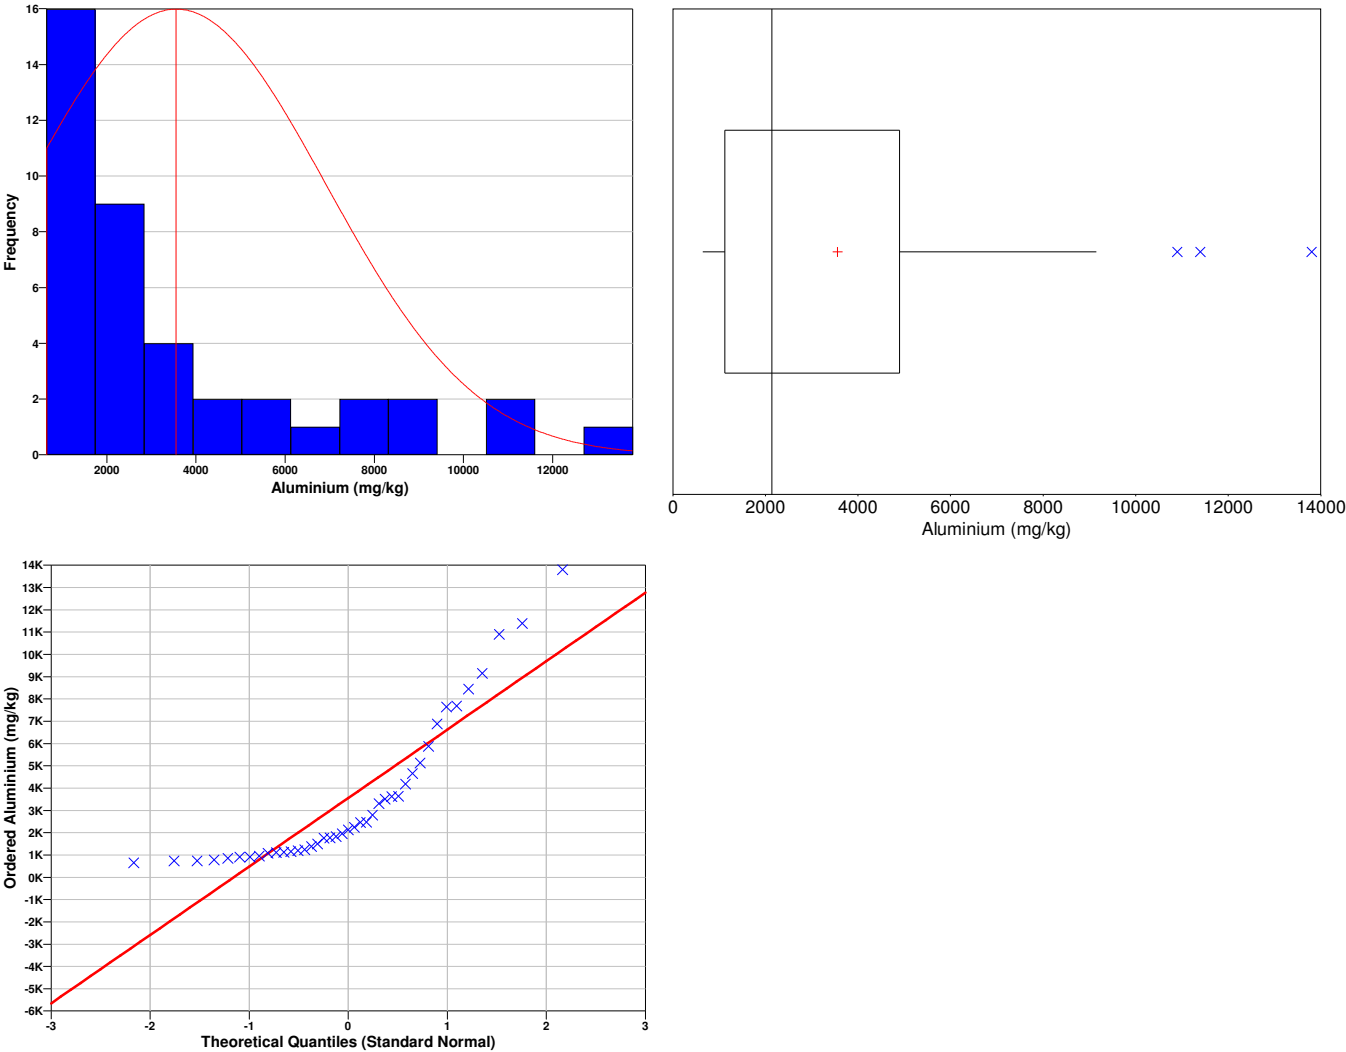 16
14
12
10
8
6
4
2
0
Frequency
2000 4000 6000 8000 10000 12000
Aluminium (mg/kg)
0 2000 4000 6000 8000 10000 12000 14000
Aluminium (mg/kg)
14K
13K
12K
11K
10K
9K
8K
7K
6K
5K
4K
3K
2K
1K
0K
-1K
-2K
-3K
-4K
-5K
-6K
Ordered Aluminium (mg/kg)
-3 -2 -1 0 1 2 3
Theoretical Quantiles (Standard Normal)